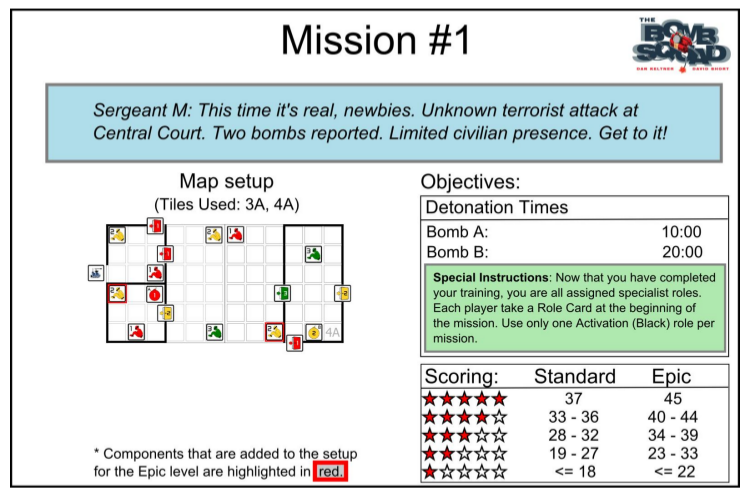 Mission #1
THE
BOMB
SQUAD
DAN KELTNER DAVID SHORT
Sergeant M: This time it's real, newbies. Unknown terrorist attack at
Central Court. Two bombs reported. Limited civilian presence. Get to it!
Map setup
(Tiles Used: 3A, 4A)
4A
* Components that are added to the setup
for the Epic level are highlighted in red.
Objectives:
Detonation Times
Bomb A: 10:00
Bomb B: 20:00
Special Instructions: Now that you have completed
your training, you are all assigned specialist roles.
Each player take a Role Card at the beginning of
the mission. Use only one Activation (Black) role per
mission.
Scoring: Standard Epic
37 45
33 - 36 40 - 44
28 - 32 34 - 39
19 - 27 23 - 33
<= 18 <= 22